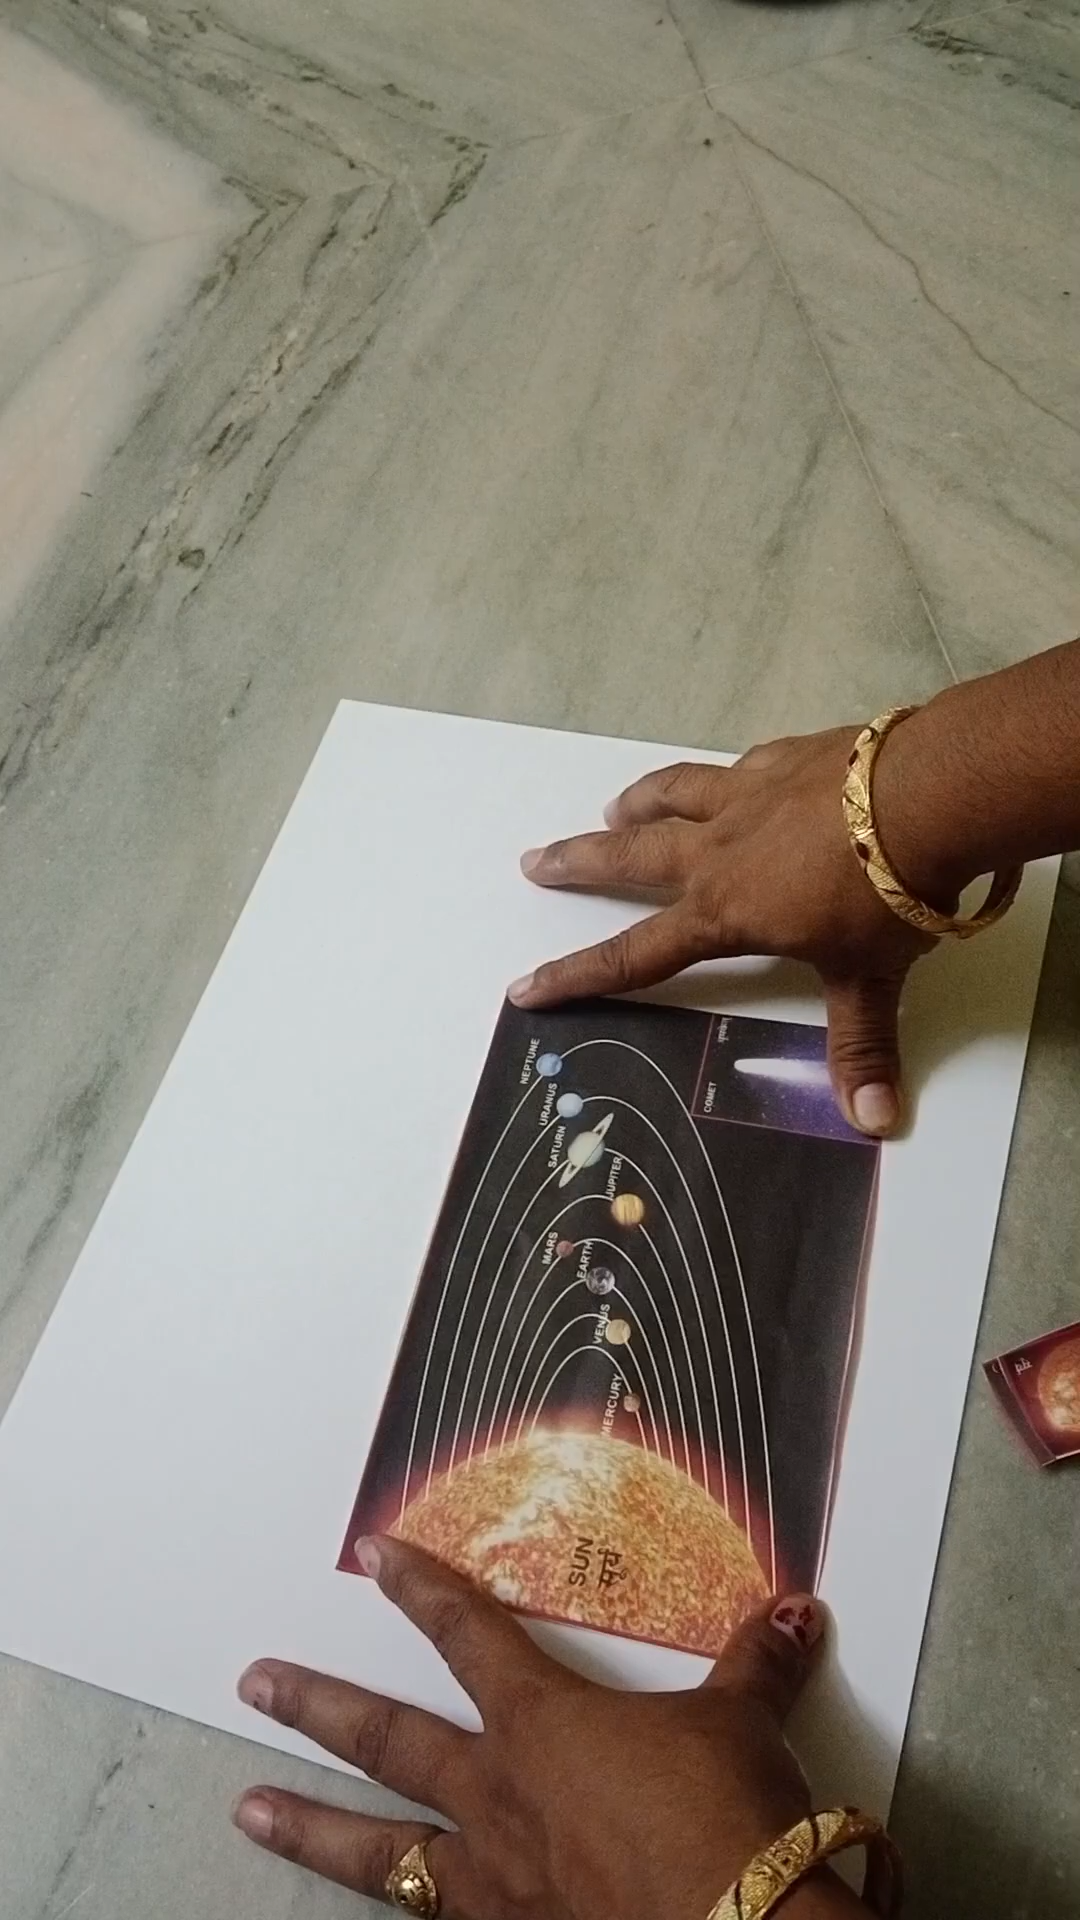 NEPTUNE
URANUS
SATURN
JUPITER
MARS
EARTH
VENUS
MERCURY
SUN
सूर्य
COMET